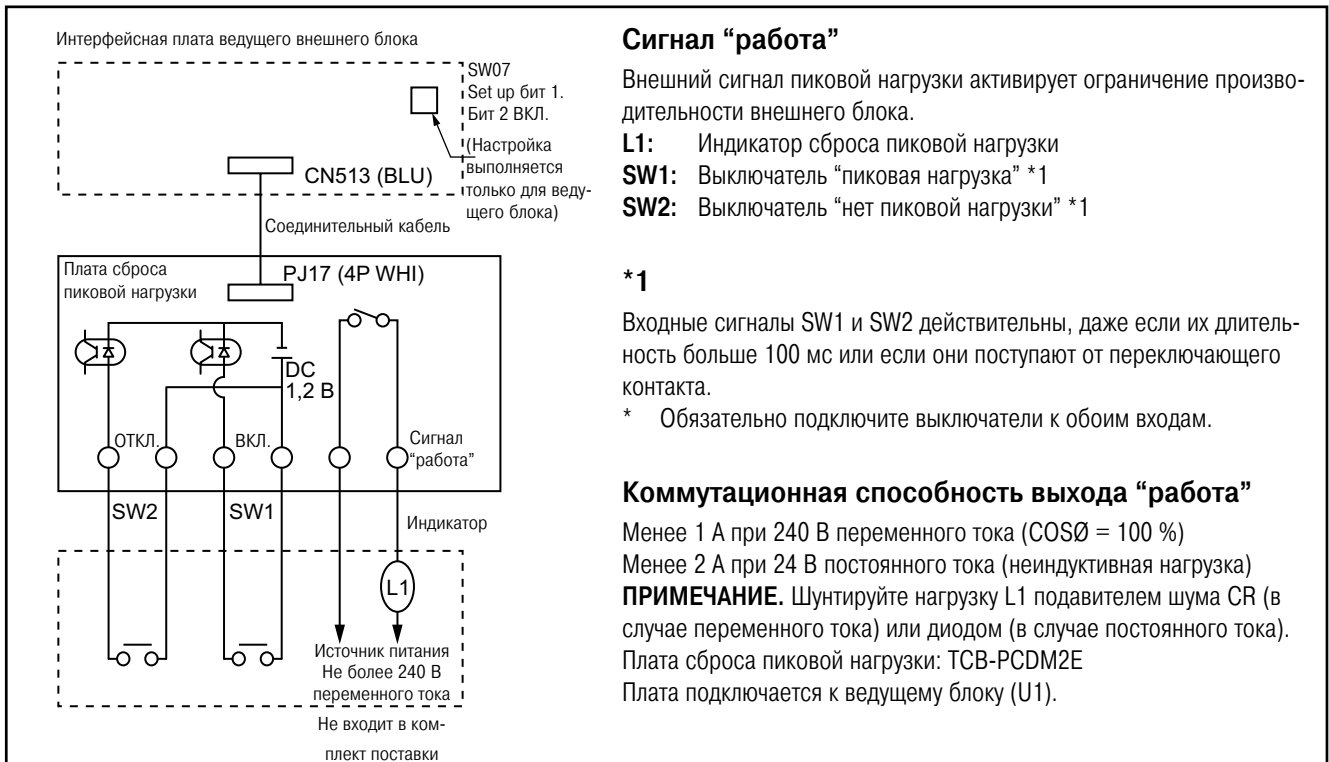 Интерфейсная плата ведущего внешнего блока
SW07
Set up бит 1.
Бит 2 ВКЛ.
(Настройка
выполняется
только для веду-
щего блока)
CN513 (BLU)
Соединительный кабель
Плата сброса
пиковой нагрузки
PJ17 (4P WHI)
DC
1,2 В
ОТКЛ.
ВКЛ.
Сигнал
“работа”
SW2
SW1
Индикатор
L1
Источник питания
Не более 240 В
переменного тока
Не входит в ком-
плект поставки
Сигнал “работа”
Внешний сигнал пиковой нагрузки активирует ограничение произво-
дительности внешнего блока.
L1: Индикатор сброса пиковой нагрузки
SW1: Выключатель “пиковая нагрузка” *1
SW2: Выключатель “нет пиковой нагрузки” *1
*1
Входные сигналы SW1 и SW2 действительны, даже если их длитель-
ность больше 100 мс или если они поступают от переключающего
контакта.
* Обязательно подключите выключатели к обоим входам.
Коммутационная способность выхода “работа”
Менее 1 А при 240 В переменного тока (COSØ = 100 %)
Менее 2 А при 24 В постоянного тока (неиндуктивная нагрузка)
ПРИМЕЧАНИЕ. Шунтируйте нагрузку L1 подавителем шума CR (в
случае переменного тока) или диодом (в случае постоянного тока).
Плата сброса пиковой нагрузки: TCB-PCDM2E
Плата подключается к ведущему блоку (U1).